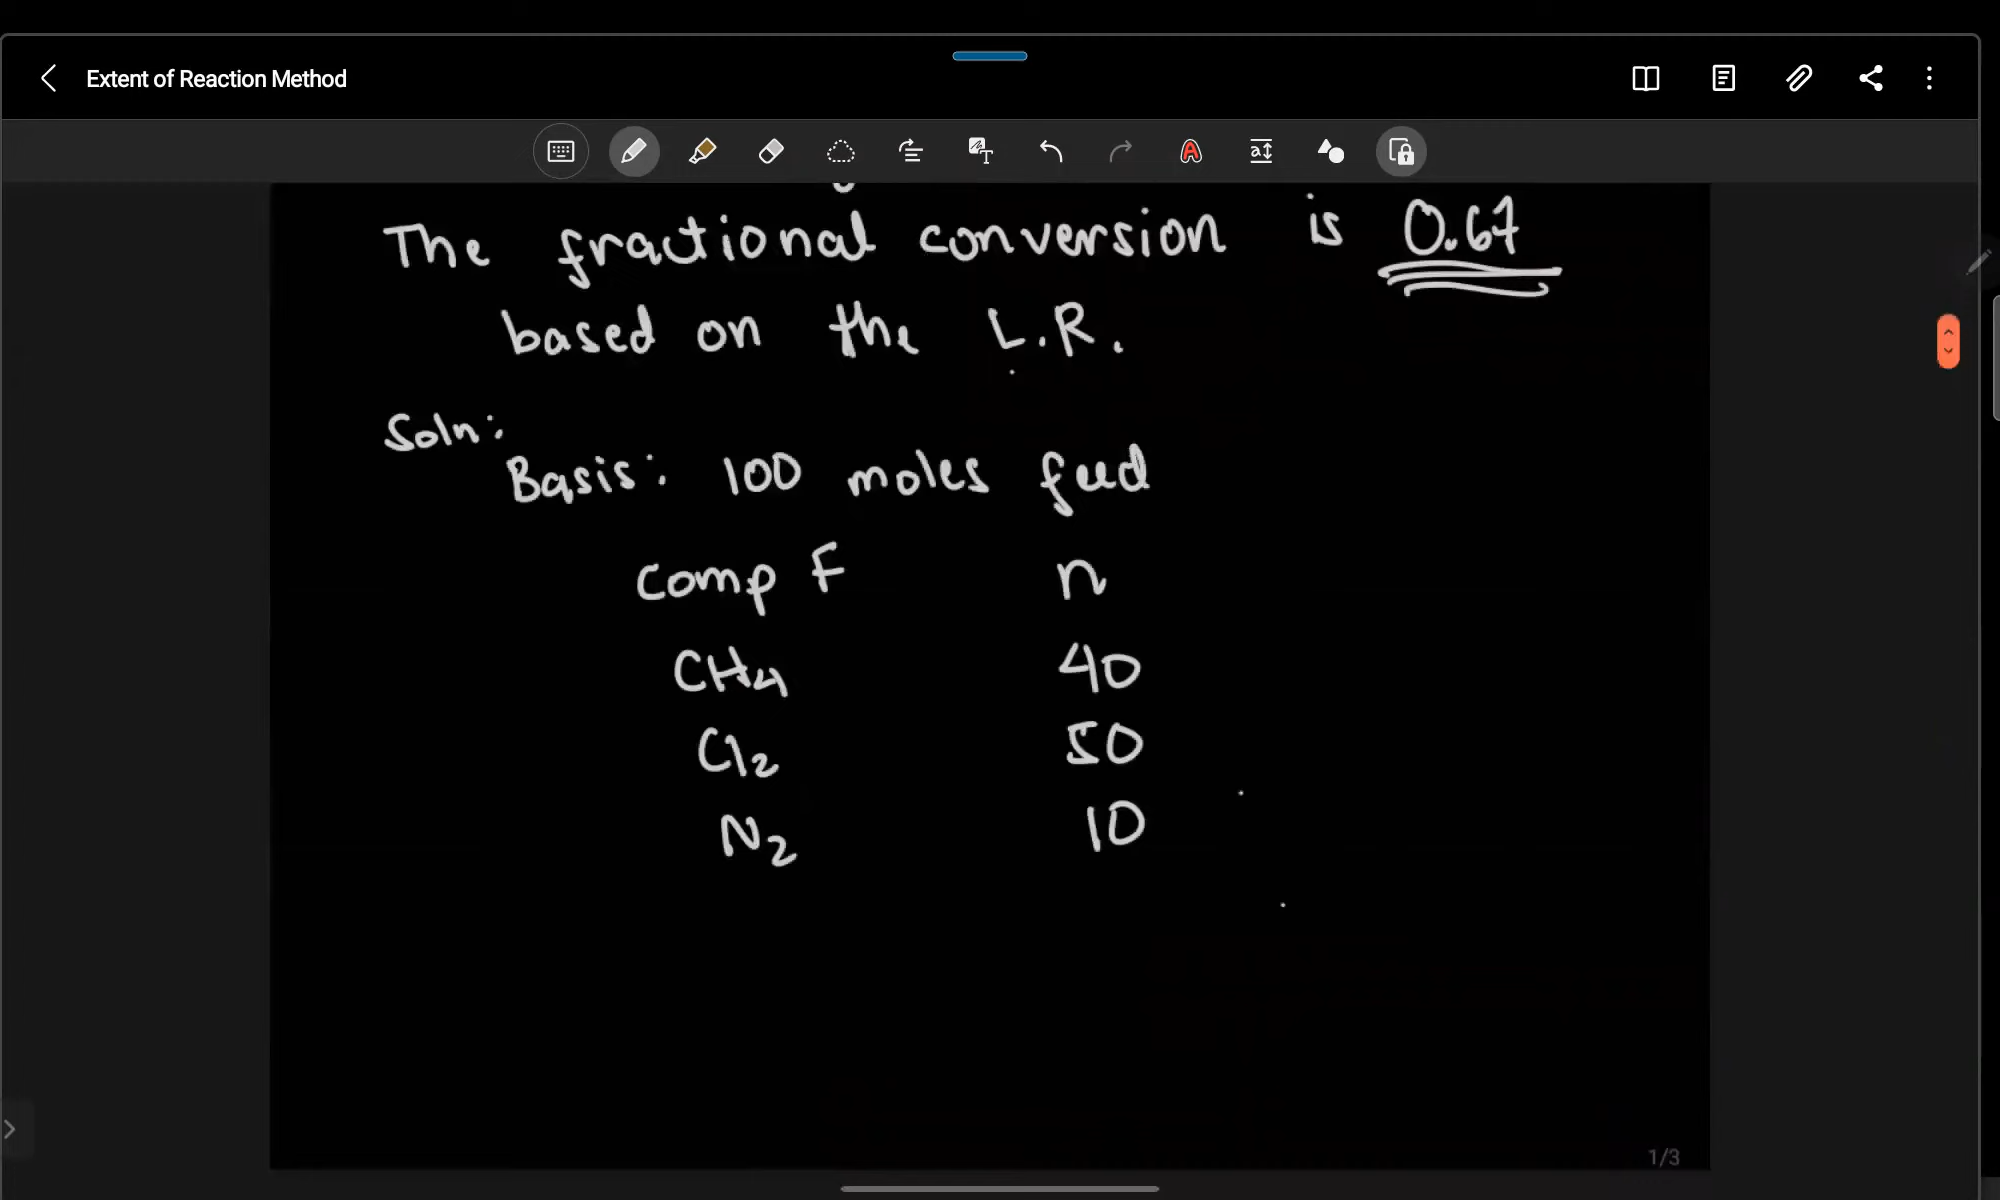 Extent of Reaction Method
The fractional conversion is 0.67
based on the L.R.
Soln:
Basis: 100 moles feed
Comp F n
CH4 40
Cl2 50
N2 10
1/3